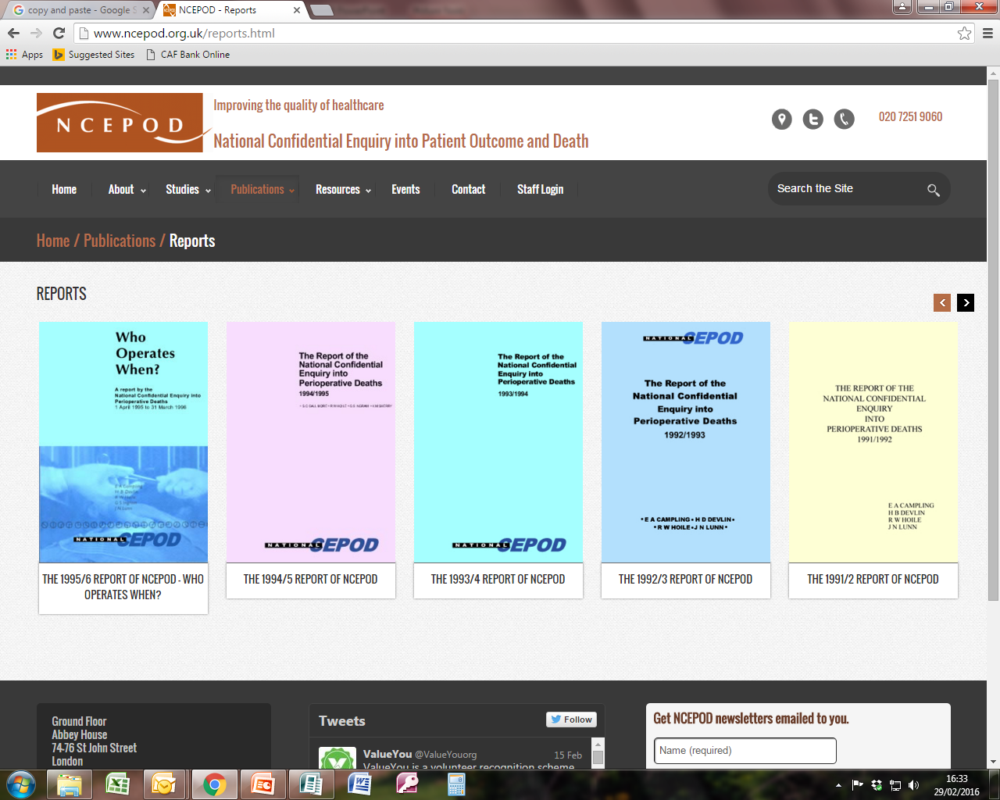 copy and paste - Google S
NCEPOD - Reports
www.ncepod.org.uk/reports.html
Apps
Suggested Sites
CAF Bank Online
NCEPOD
Improving the quality of healthcare
National Confidential Enquiry into Patient Outcome and Death
020 7251 9060
Home
About
Studies
Publications
Resources
Events
Contact
Staff Login
Search the Site
Home / Publications / Reports
REPORTS
Who
Operates
When?
A report by the
National Confidential Enquiry into
Perioperative Deaths
1 April 1995 to 31 March 1996
E A Campling
H B Devlin
R W Hoile
G S Ingram
J N Lunn
NATIONAL CEPOD
THE 1995/6 REPORT OF NCEPOD - WHO
OPERATES WHEN?
The Report of the
National Confidential
Enquiry into
Perioperative Deaths
1994/1995
NATIONAL CEPOD
THE 1994/5 REPORT OF NCEPOD
The Report of the
National Confidential
Enquiry into
Perioperative Deaths
1993/1994
NATIONAL CEPOD
THE 1993/4 REPORT OF NCEPOD
NATIONAL CEPOD
The Report of the
National Confidential
Enquiry into
Perioperative Deaths
1992/1993
• E A CAMPLING • H D DEVLIN •
• R W HOILE • J N LUNN •
THE 1992/3 REPORT OF NCEPOD
THE REPORT OF THE
NATIONAL CONFIDENTIAL
ENQUIRY
INTO
PERIOPERATIVE DEATHS
1991/1992
E A CAMPLING
H B DEVLIN
R W HOILE
J N LUNN
THE 1991/2 REPORT OF NCEPOD
Ground Floor
Abbey House
74-76 St John Street
London
Tweets
Follow
ValueYou @ValueYouorg
15 Feb
ValueYou is a volunteer recognition scheme
Get NCEPOD newsletters emailed to you.
Name (required)
16:33
29/02/2016